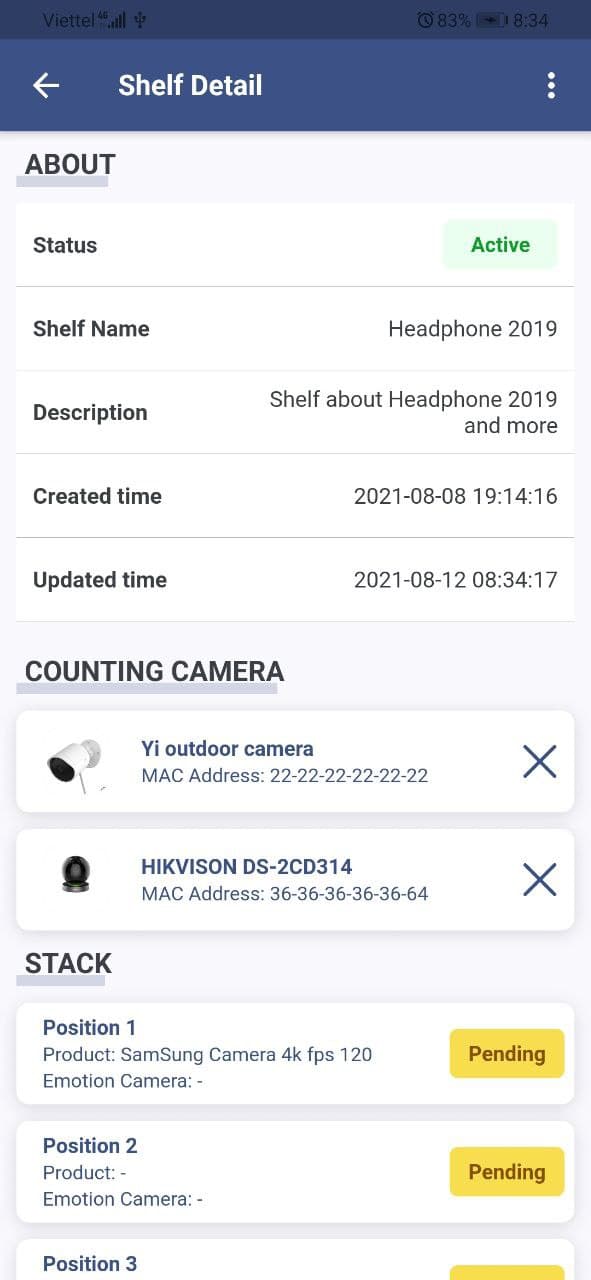 Viettel 4G 83% 8:34
Shelf Detail
ABOUT
Status Active
Shelf Name Headphone 2019
Description Shelf about Headphone 2019
and more
Created time 2021-08-08 19:14:16
Updated time 2021-08-12 08:34:17
COUNTING CAMERA
Yi outdoor camera
MAC Address: 22-22-22-22-22-22
HIKVISON DS-2CD314
MAC Address: 36-36-36-36-36-64
STACK
Position 1
Product: SamSung Camera 4k fps 120
Emotion Camera: -
Pending
Position 2
Product: -
Emotion Camera: -
Pending
Position 3